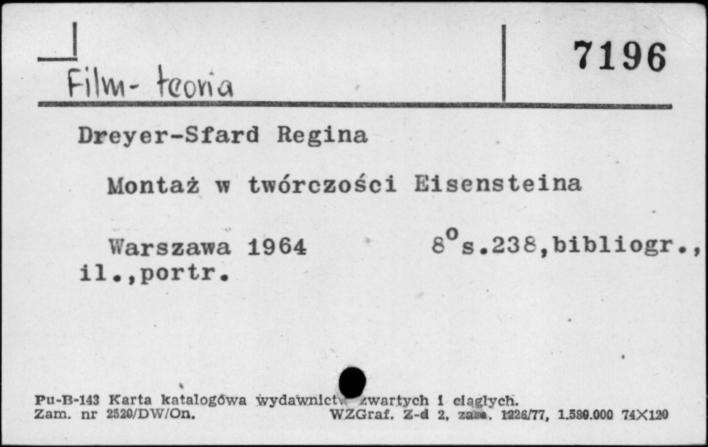 7196
Film- teoria
Dreyer-Sfard Regina
Montaż w twórczości Eisensteina
Warszawa 1964 8° s.238,bibliogr.,
il.,portr.
Pu-B-143 Karta katalogowa wydawnictw zwartych i ciągłych.
Zam. nr 2520/DW/On. WZGraf. Z-d 2, zam. 1226/77, 1.580.000 74X120